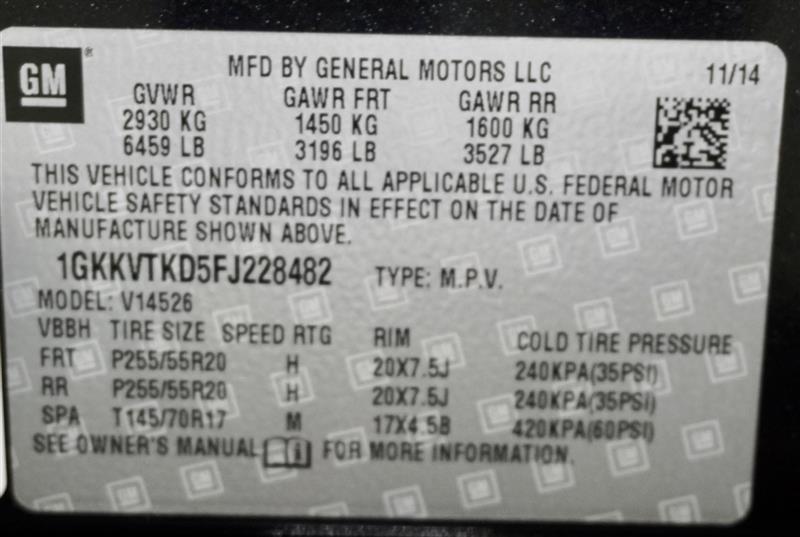 GM ®
MFD BY GENERAL MOTORS LLC 11/14
GVWR GAWR FRT GAWR RR
2930 KG 1450 KG 1600 KG
6459 LB 3196 LB 3527 LB
THIS VEHICLE CONFORMS TO ALL APPLICABLE U.S. FEDERAL MOTOR
VEHICLE SAFETY STANDARDS IN EFFECT ON THE DATE OF
MANUFACTURE SHOWN ABOVE.
1GKKVTKD5FJ228482 TYPE: M.P.V.
MODEL: V14526
VBBH TIRE SIZE SPEED RTG RIM COLD TIRE PRESSURE
FRT P255/55R20 H 20X7.5J 240KPA(35PSI)
RR P255/55R20 H 20X7.5J 240KPA(35PSI)
SPA T145/70R17 M 17X4.5B 420KPA(60PSI)
SEE OWNER'S MANUAL FOR MORE INFORMATION.